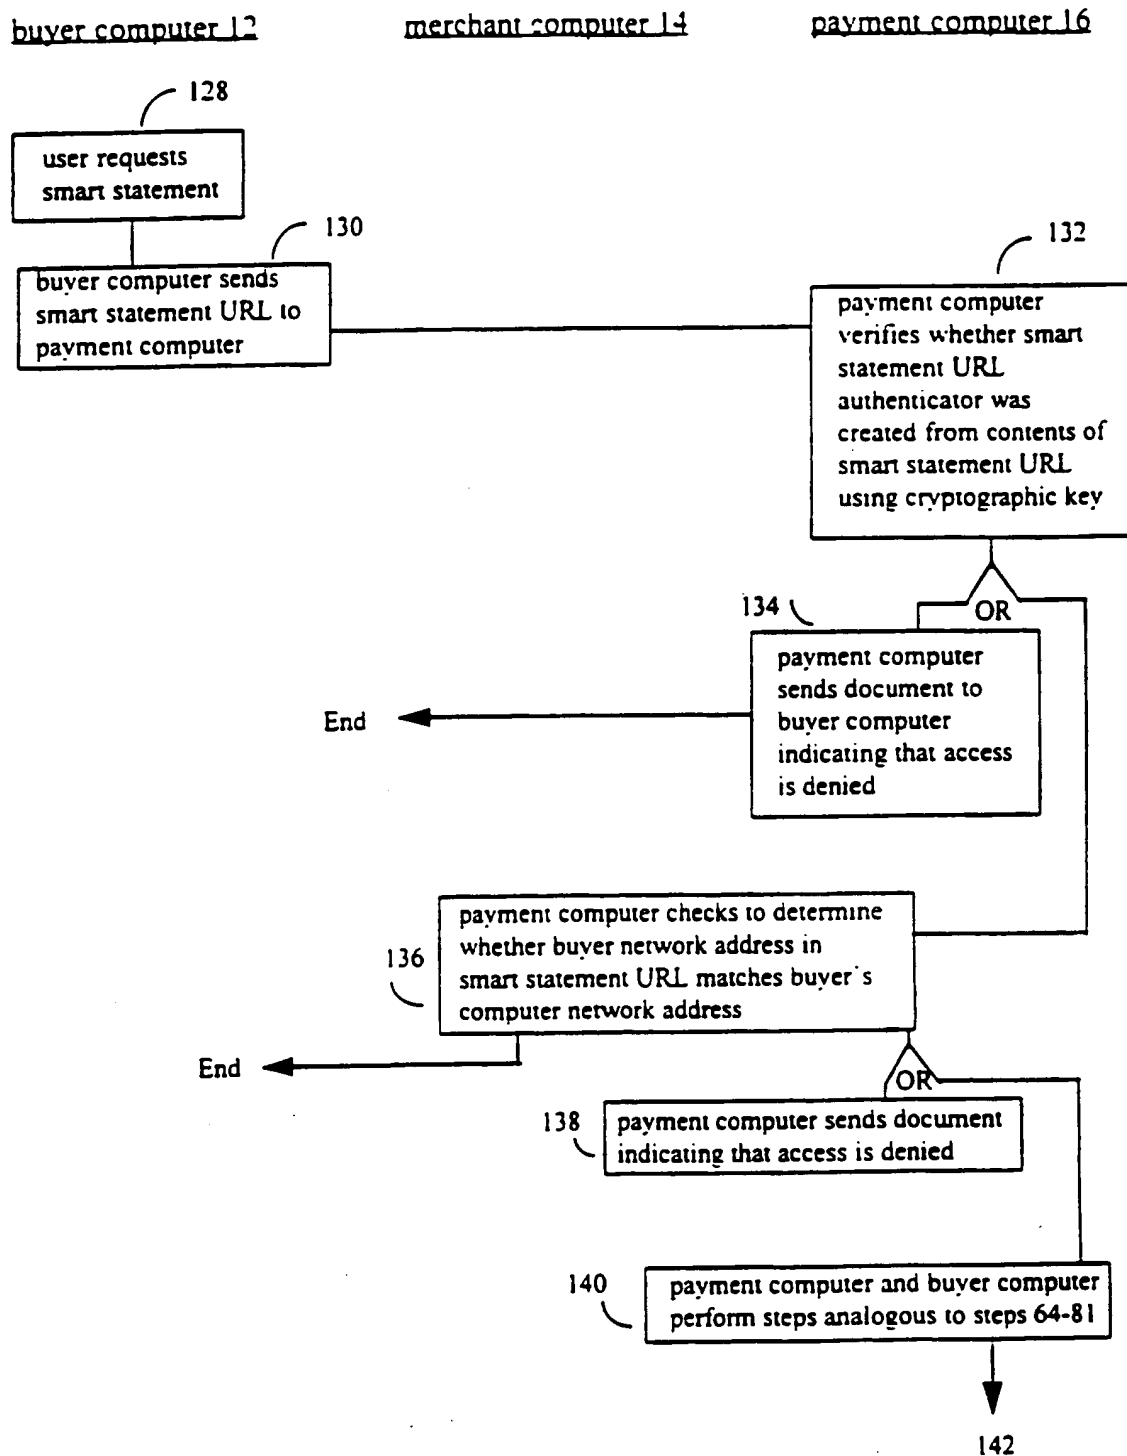 buyer computer 12
merchant computer 14
payment computer 16
128
user requests
smart statement
130
buyer computer sends
smart statement URL to
payment computer
132
payment computer
verifies whether smart
statement URL
authenticator was
created from contents of
smart statement URL
using cryptographic key
OR
134
payment computer
sends document to
buyer computer
indicating that access
is denied
End
136
payment computer checks to determine
whether buyer network address in
smart statement URL matches buyer's
computer network address
End
OR
138
payment computer sends document
indicating that access is denied
140
payment computer and buyer computer
perform steps analogous to steps 64-81
142